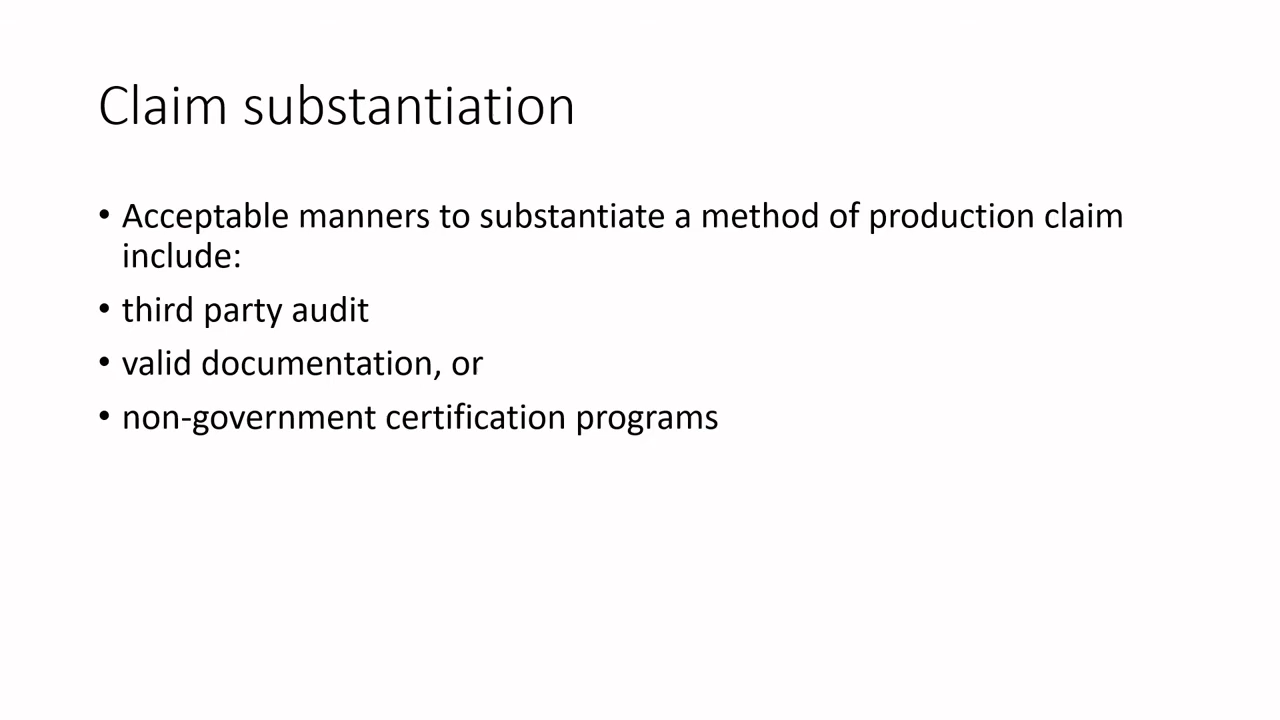 Claim substantiation
• Acceptable manners to substantiate a method of production claim
include:
• third party audit
• valid documentation, or
• non-government certification programs